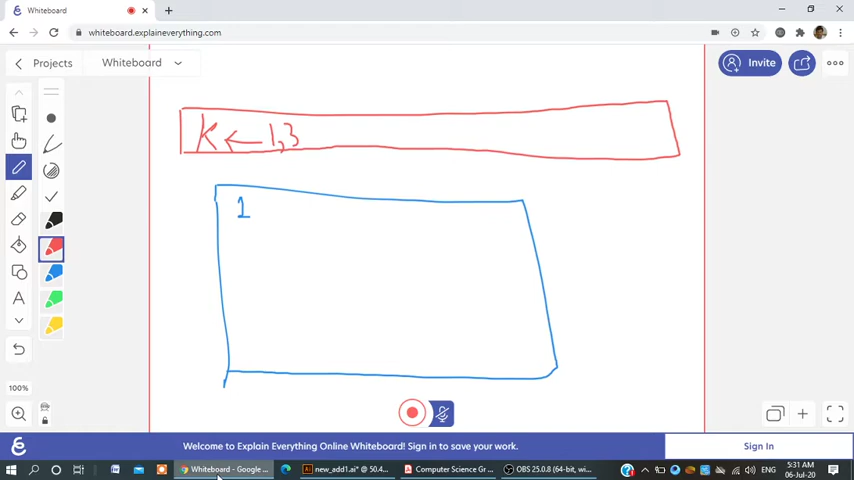 Whiteboard
whiteboard.explaineverything.com
Projects
Whiteboard
Invite
K ← 1,3
1
A
100%
Welcome to Explain Everything Online Whiteboard! Sign in to save your work.
Sign In
Whiteboard - Google ...
new_add1.ai* @ 50.4...
Computer Science Gr ...
OBS 25.0.8 (64-bit, wi...
ENG
5:31 AM
06-Jul-20